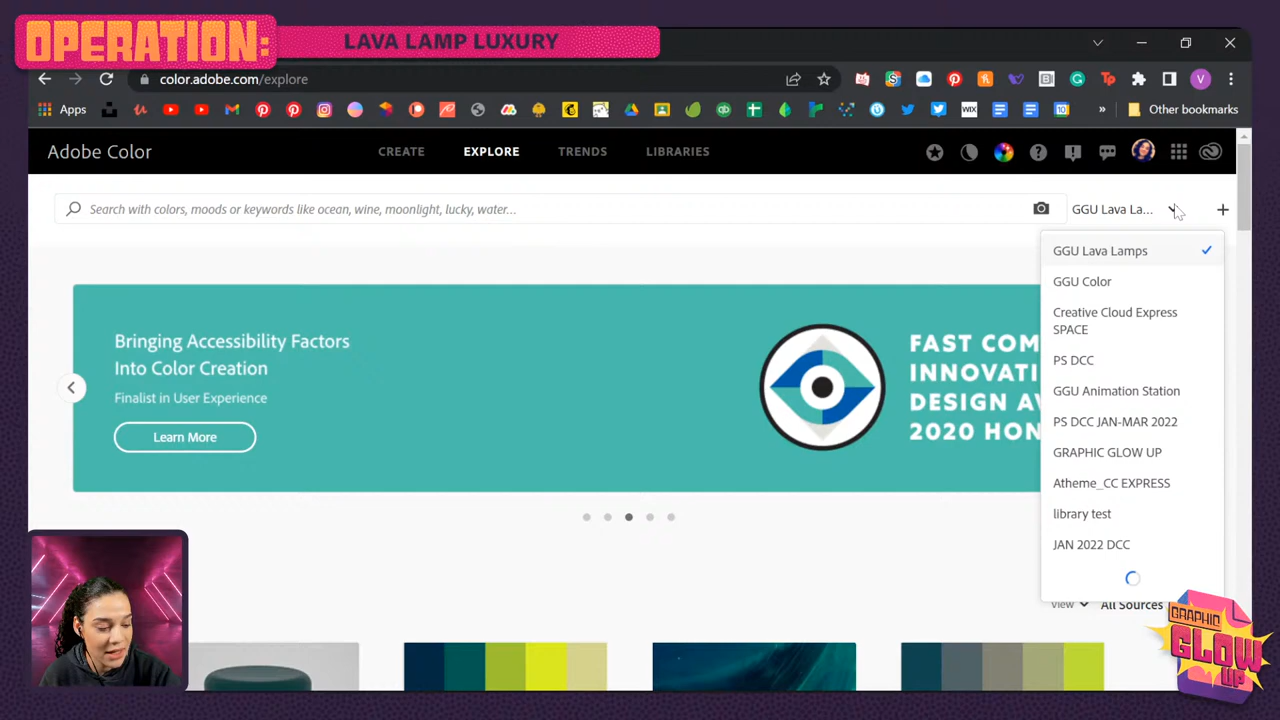 OPERATION:
LAVA LAMP LUXURY
color.adobe.com/explore
V
Apps
WIX
Other bookmarks
Adobe Color
CREATE
EXPLORE
TRENDS
LIBRARIES
Search with colors, moods or keywords like ocean, wine, moonlight, lucky, water...
GGU Lava La...
GGU Lava Lamps
GGU Color
Creative Cloud Express
SPACE
PS DCC
GGU Animation Station
PS DCC JAN-MAR 2022
GRAPHIC GLOW UP
Atheme_CC EXPRESS
library test
JAN 2022 DCC
Bringing Accessibility Factors
Into Color Creation
Finalist in User Experience
Learn More
FAST COM
INNOVATI
DESIGN AV
2020 HON
View
All Sources
GRAPHIC
GLOW
UP